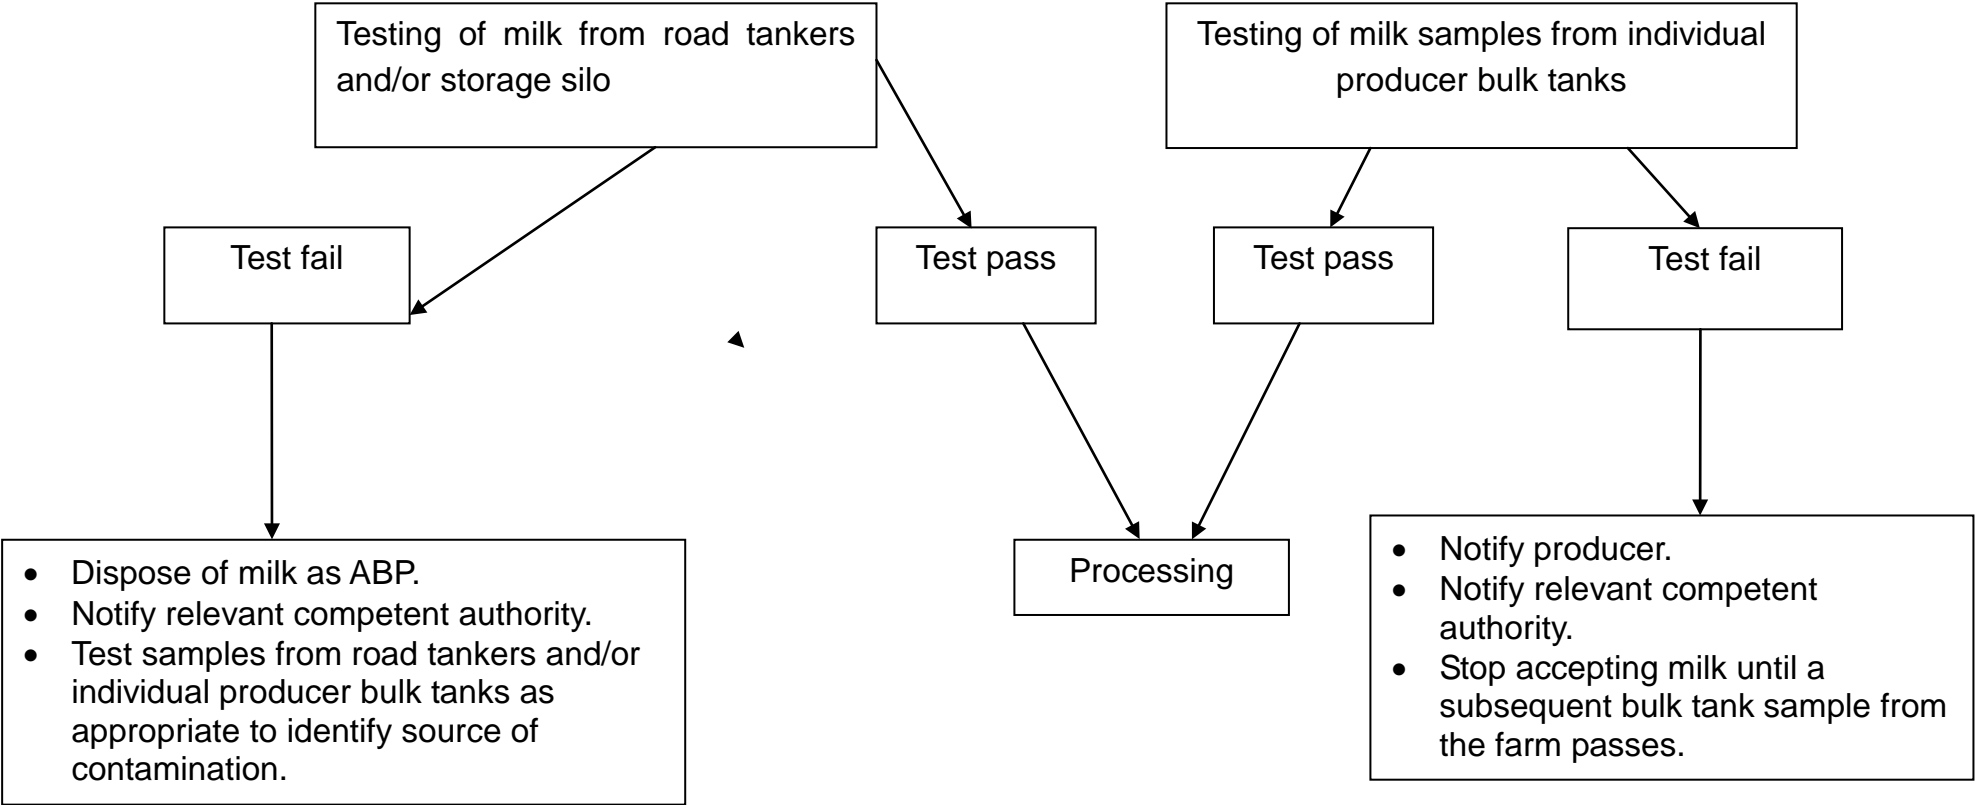 Testing of milk from road tankers
and/or storage silo
Testing of milk samples from individual
producer bulk tanks
Test fail
Test pass
Test pass
Test fail
• Dispose of milk as ABP.
• Notify relevant competent authority.
• Test samples from road tankers and/or
individual producer bulk tanks as
appropriate to identify source of
contamination.
Processing
• Notify producer.
• Notify relevant competent
authority.
• Stop accepting milk until a
subsequent bulk tank sample from
the farm passes.